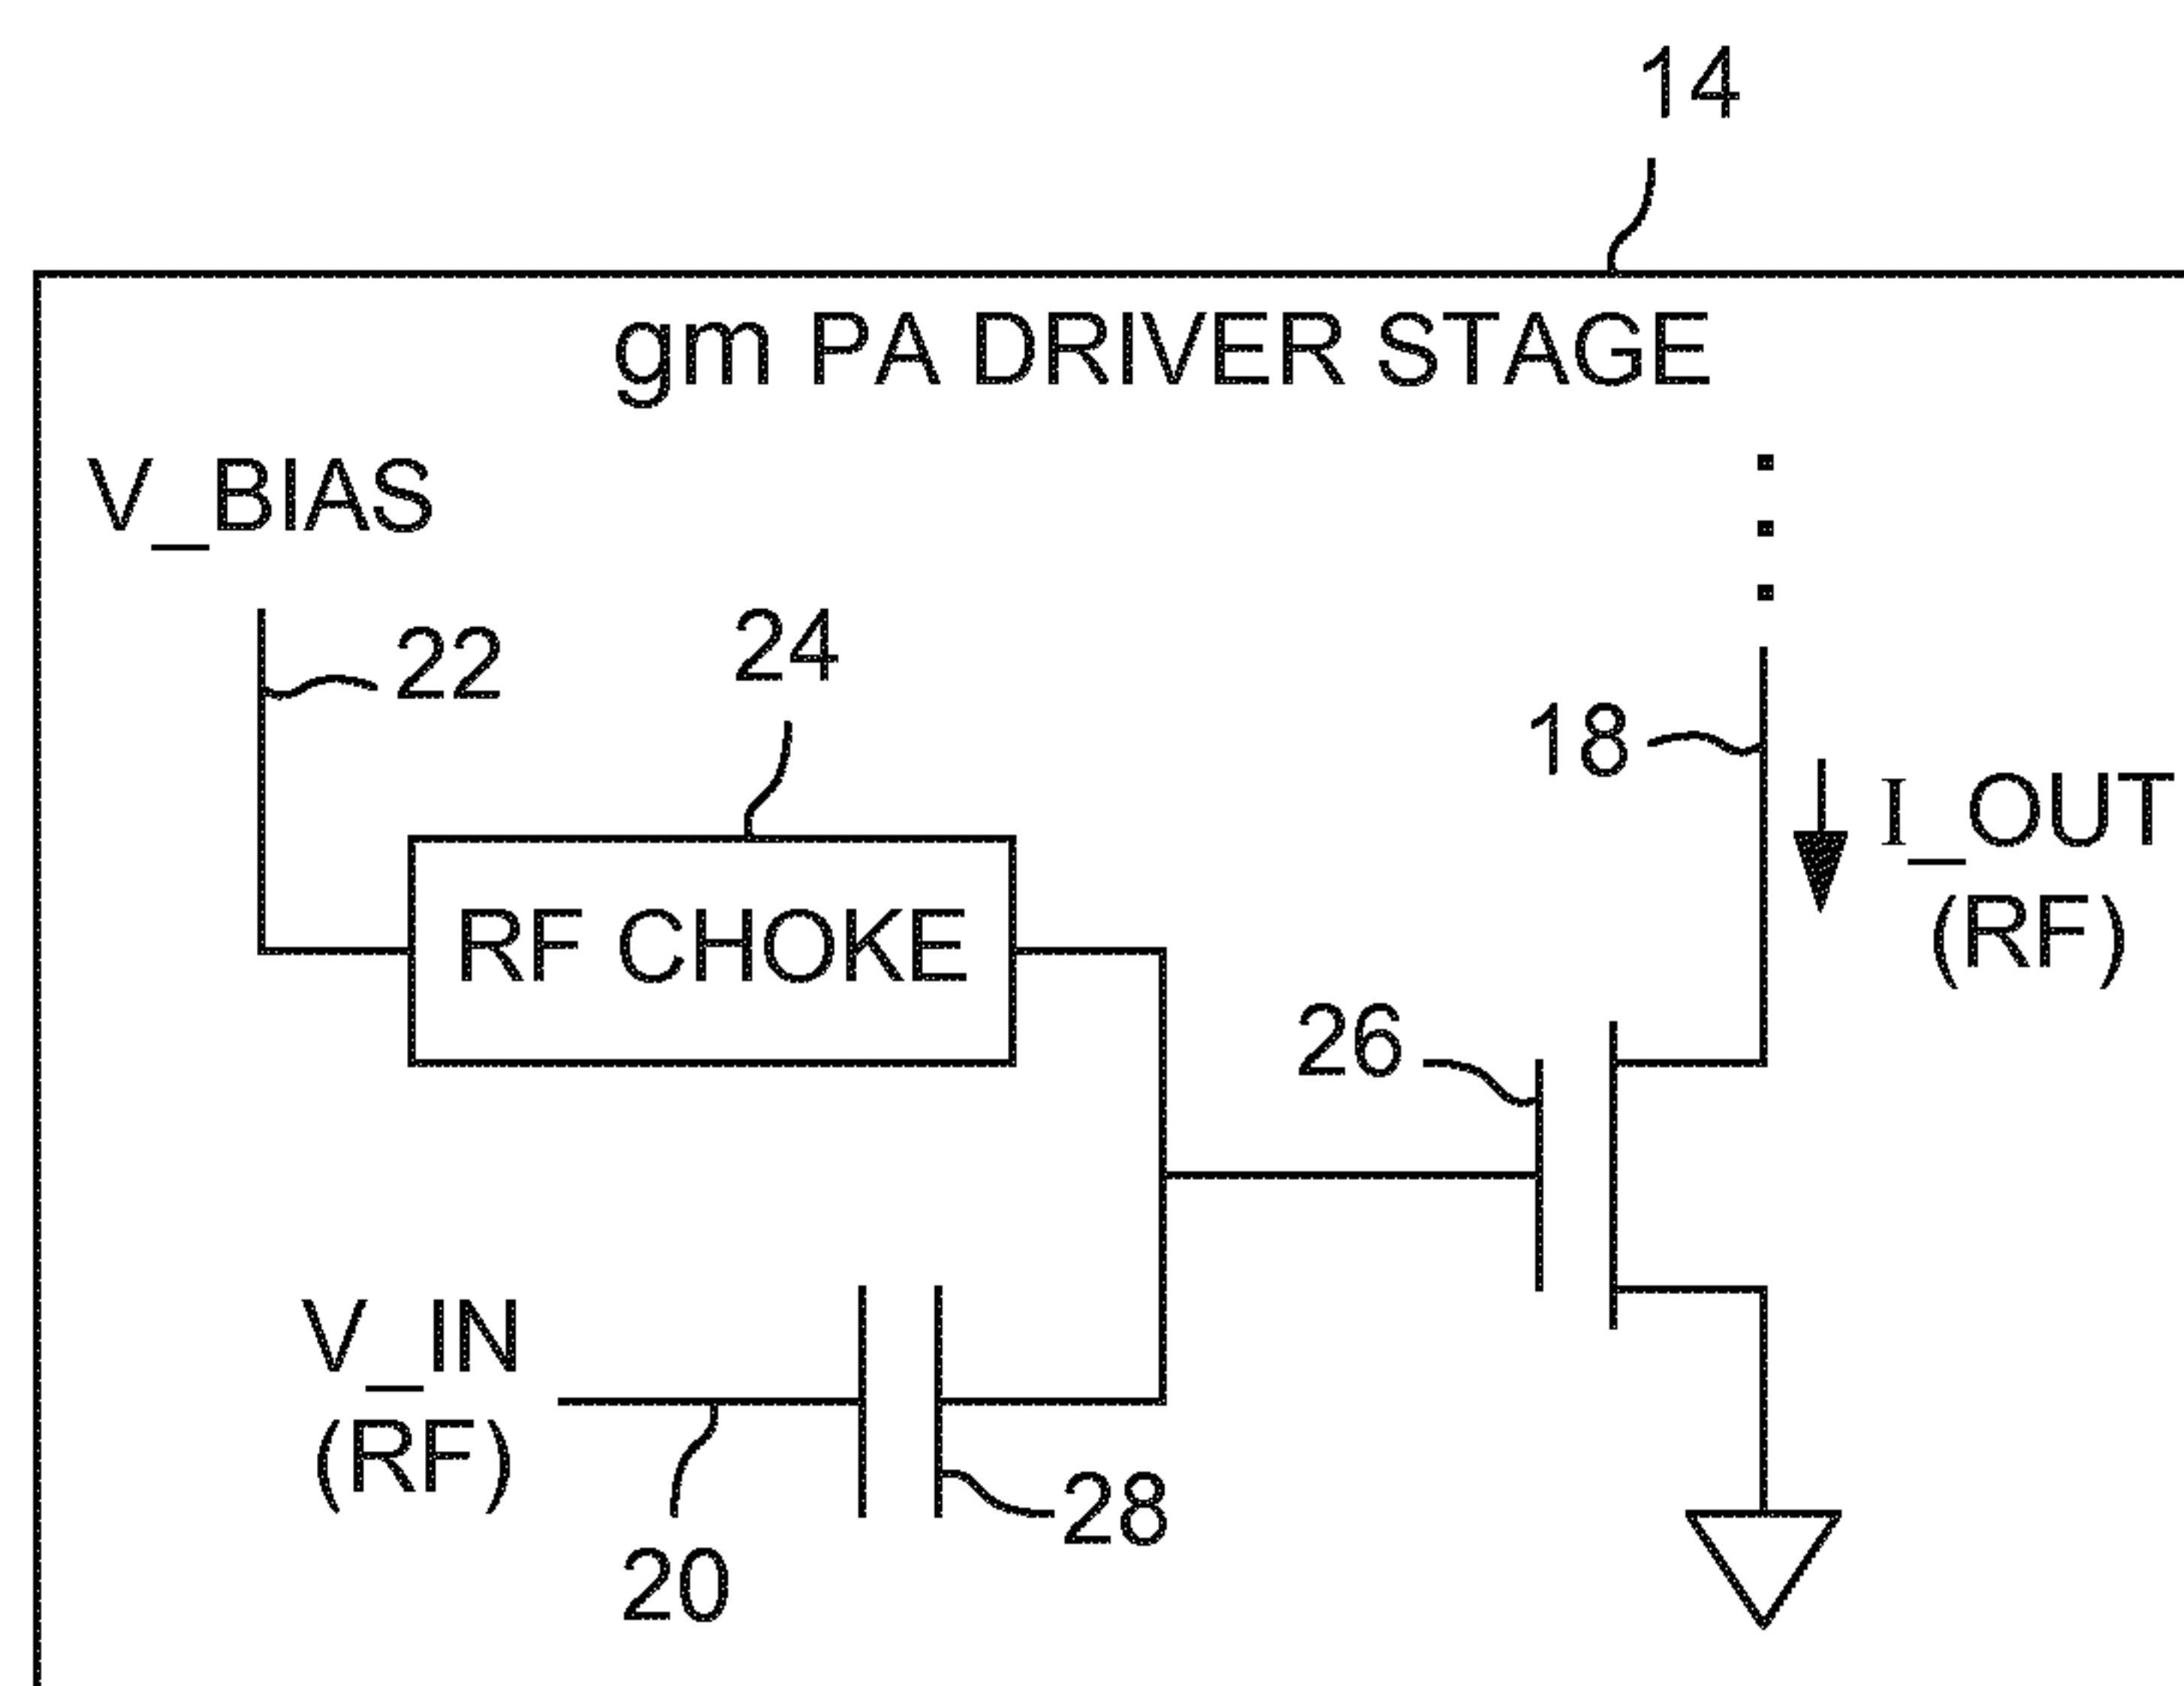 14
gm PA DRIVER STAGE
V_BIAS
22
24
18
I_OUT
(RF)
RF CHOKE
26
V_IN
(RF)
28
20